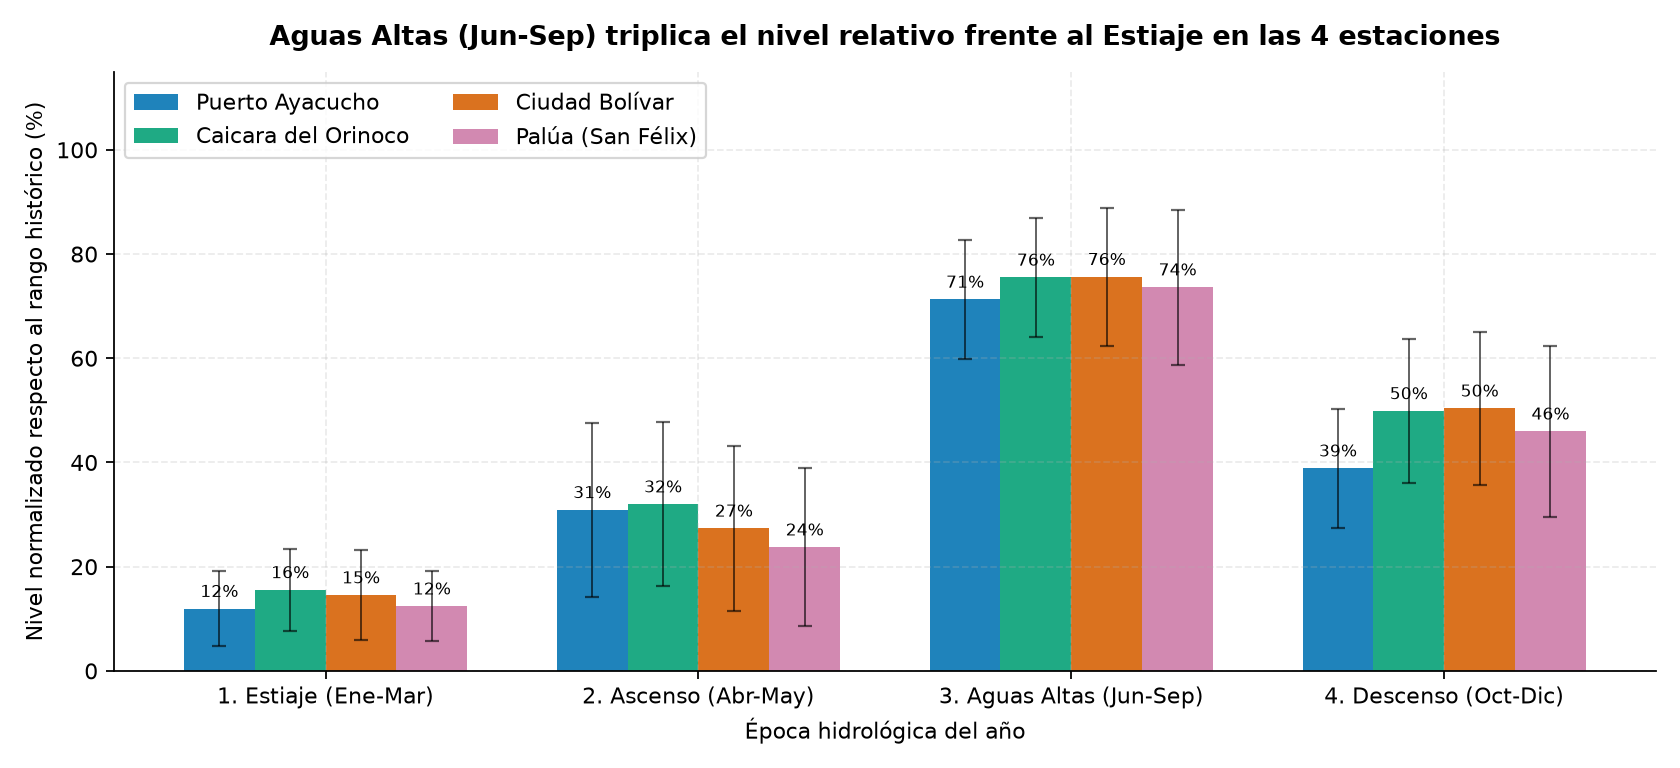 Aguas Altas (Jun-Sep) triplica el nivel relativo frente al Estiaje en las 4 estaciones
Puerto Ayacucho
Caicara del Orinoco
Ciudad Bolívar
Palúa (San Félix)
Nivel normalizado respecto al rango histórico (%)
100
80
60
40
20
0
12%
16%
15%
12%
31%
32%
27%
24%
71%
76%
76%
74%
39%
50%
50%
46%
1. Estiaje (Ene-Mar)
2. Ascenso (Abr-May)
3. Aguas Altas (Jun-Sep)
4. Descenso (Oct-Dic)
Época hidrológica del año